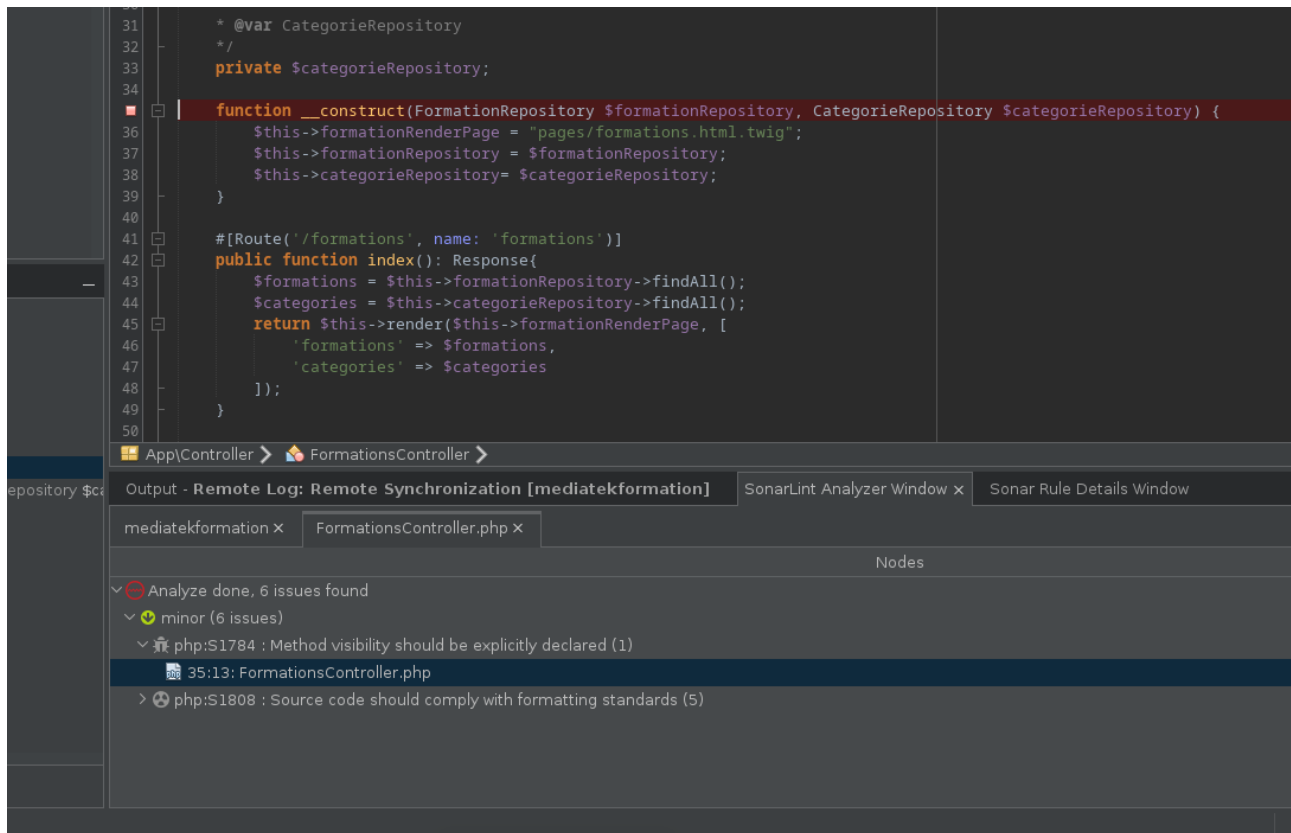 31 * @var CategorieRepository
32 */
33 private $categorieRepository;
34
function __construct(FormationRepository $formationRepository, CategorieRepository $categorieRepository) {
36 $this->formationRenderPage = "pages/formations.html.twig";
37 $this->formationRepository = $formationRepository;
38 $this->categorieRepository= $categorieRepository;
39 }
40
41 #[Route('/formations', name: 'formations')]
42 public function index(): Response{
43 $formations = $this->formationRepository->findAll();
44 $categories = $this->categorieRepository->findAll();
45 return $this->render($this->formationRenderPage, [
46 'formations' => $formations,
47 'categories' => $categories
48 ]);
49 }
50
App\Controller FormationsController
epository $ca
Output - Remote Log: Remote Synchronization [mediatekformation] SonarLint Analyzer Window × Sonar Rule Details Window
mediatekformation × FormationsController.php ×
Nodes
Analyze done, 6 issues found
minor (6 issues)
php:S1784 : Method visibility should be explicitly declared (1)
php 35:13: FormationsController.php
php:S1808 : Source code should comply with formatting standards (5)